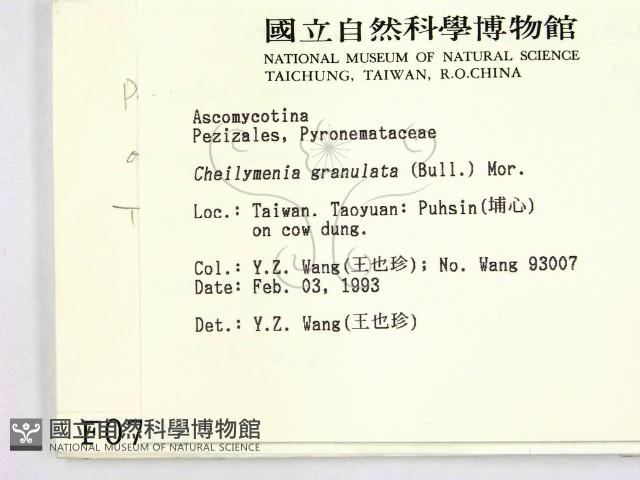 國立自然科學博物館
NATIONAL MUSEUM OF NATURAL SCIENCE
TAICHUNG, TAIWAN, R.O.CHINA
Ascomycotina
Pezizales, Pyronemataceae
Cheilymenia granulata (Bull.) Mor.
Loc.: Taiwan. Taoyuan: Puhsin(埔心)
on cow dung.
Col.: Y.Z. Wang(王也珍); No. Wang 93007
Date: Feb. 03, 1993
Det.: Y.Z. Wang(王也珍)
P
o
T
F07
國立自然科學博物館
NATIONAL MUSEUM OF NATURAL SCIENCE